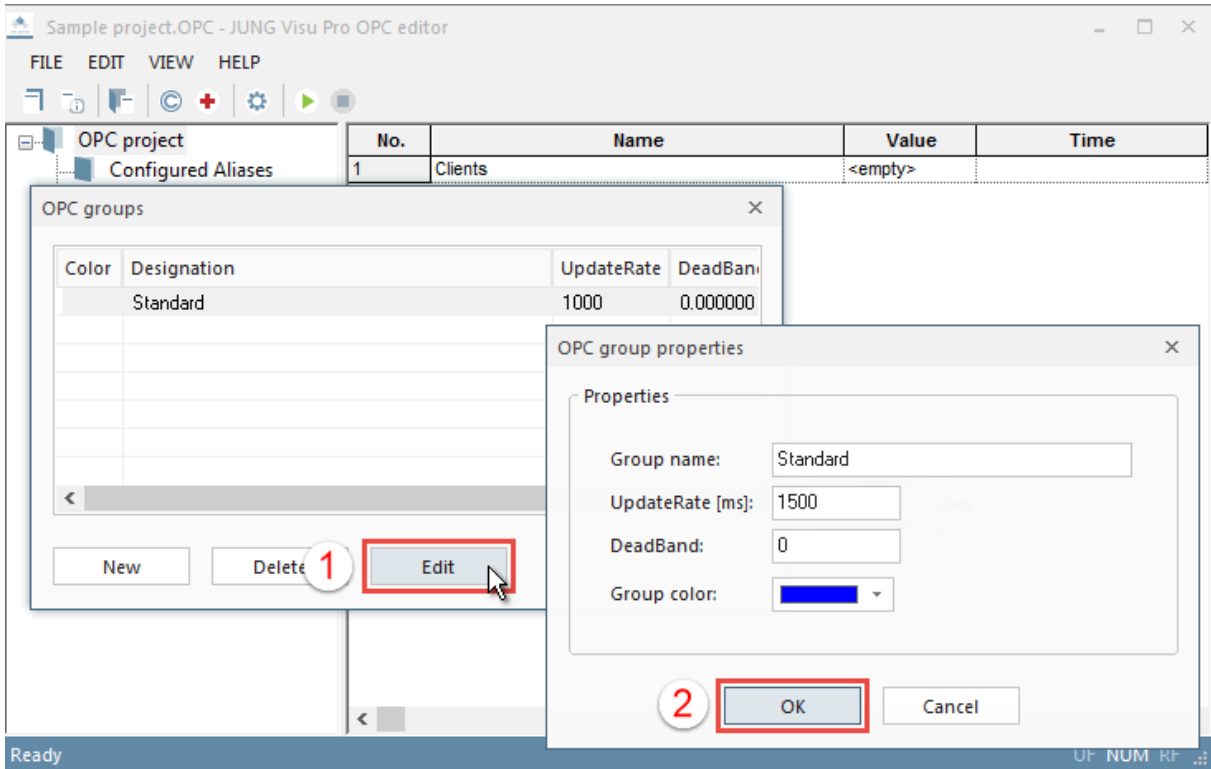 Sample project.OPC - JUNG Visu Pro OPC editor
FILE EDIT VIEW HELP
OPC project
Configured Aliases
No. Name Value Time
1 Clients <empty>
OPC groups
Color Designation UpdateRate DeadBan
Standard 1000 0.000000
New Delete 1 Edit
OPC group properties
Properties
Group name: Standard
UpdateRate [ms]: 1500
DeadBand: 0
Group color:
2 OK Cancel
Ready UF NUM RF